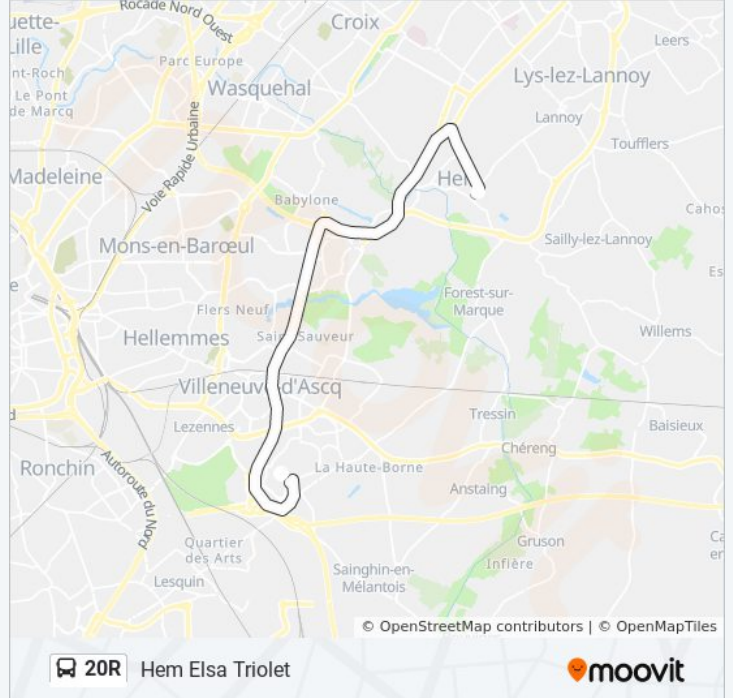 Rocade Nord Ouest
uette-
Lille
Croix
Leers
Parc Europe
nt-Roch
Wasquehal
Lys-lez-Lannoy
Le Pont
de Marcq
Lannoy
Voie Rapide Urbaine
Toufflers
Madeleine
Hem
Babylone
Cahos
Mons-en-Barœul
Sailly-lez-Lannoy
Es
e
Forest-sur-
Marque
Flers Neuf
Hellemmes
Saint-Sauveur
Willems
Villeneuve-d'Ascq
d
Lezennes
Tressin
Baisieux
Chéreng
Ronchin
Autoroute du Nord
La Haute-Borne
Anstaing
Quartier
des Arts
Gruson
Ca
er
Infière
Lesquin
Sainghin-en-
Mélantois
© OpenStreetMap contributors | © OpenMapTiles
20R Hem Elsa Triolet
moovit